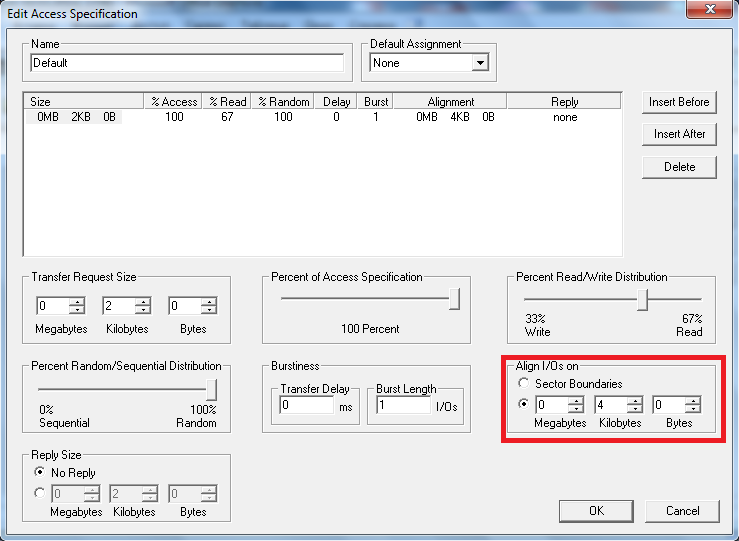 Edit Access Specification
Name
Default Assignment
Default
None
Size % Access % Read % Random Delay Burst Alignment Reply
0MB 2KB 0B 100 67 100 0 1 0MB 4KB 0B none
Insert Before
Insert After
Delete
Transfer Request Size
0 2 0
Megabytes Kilobytes Bytes
Percent of Access Specification
100 Percent
Percent Read/Write Distribution
33% 67%
Write Read
Percent Random/Sequential Distribution
0% 100%
Sequential Random
Burstiness
Transfer Delay Burst Length
0 ms 1 I/Os
Align I/Os on
Sector Boundaries
0 4 0
Megabytes Kilobytes Bytes
Reply Size
No Reply
0 2 0
Megabytes Kilobytes Bytes
OK Cancel